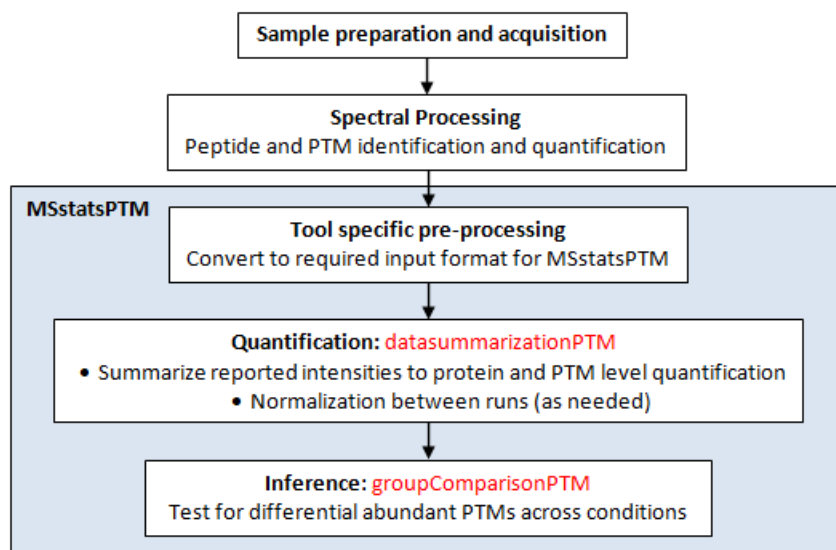 Sample preparation and acquisition
Spectral Processing
Peptide and PTM identification and quantification
MSstatsPTM
Tool specific pre-processing
Convert to required input format for MSstatsPTM
Quantification: datasummarizationPTM
• Summarize reported intensities to protein and PTM level quantification
• Normalization between runs (as needed)
Inference: groupComparisonPTM
Test for differential abundant PTMs across conditions